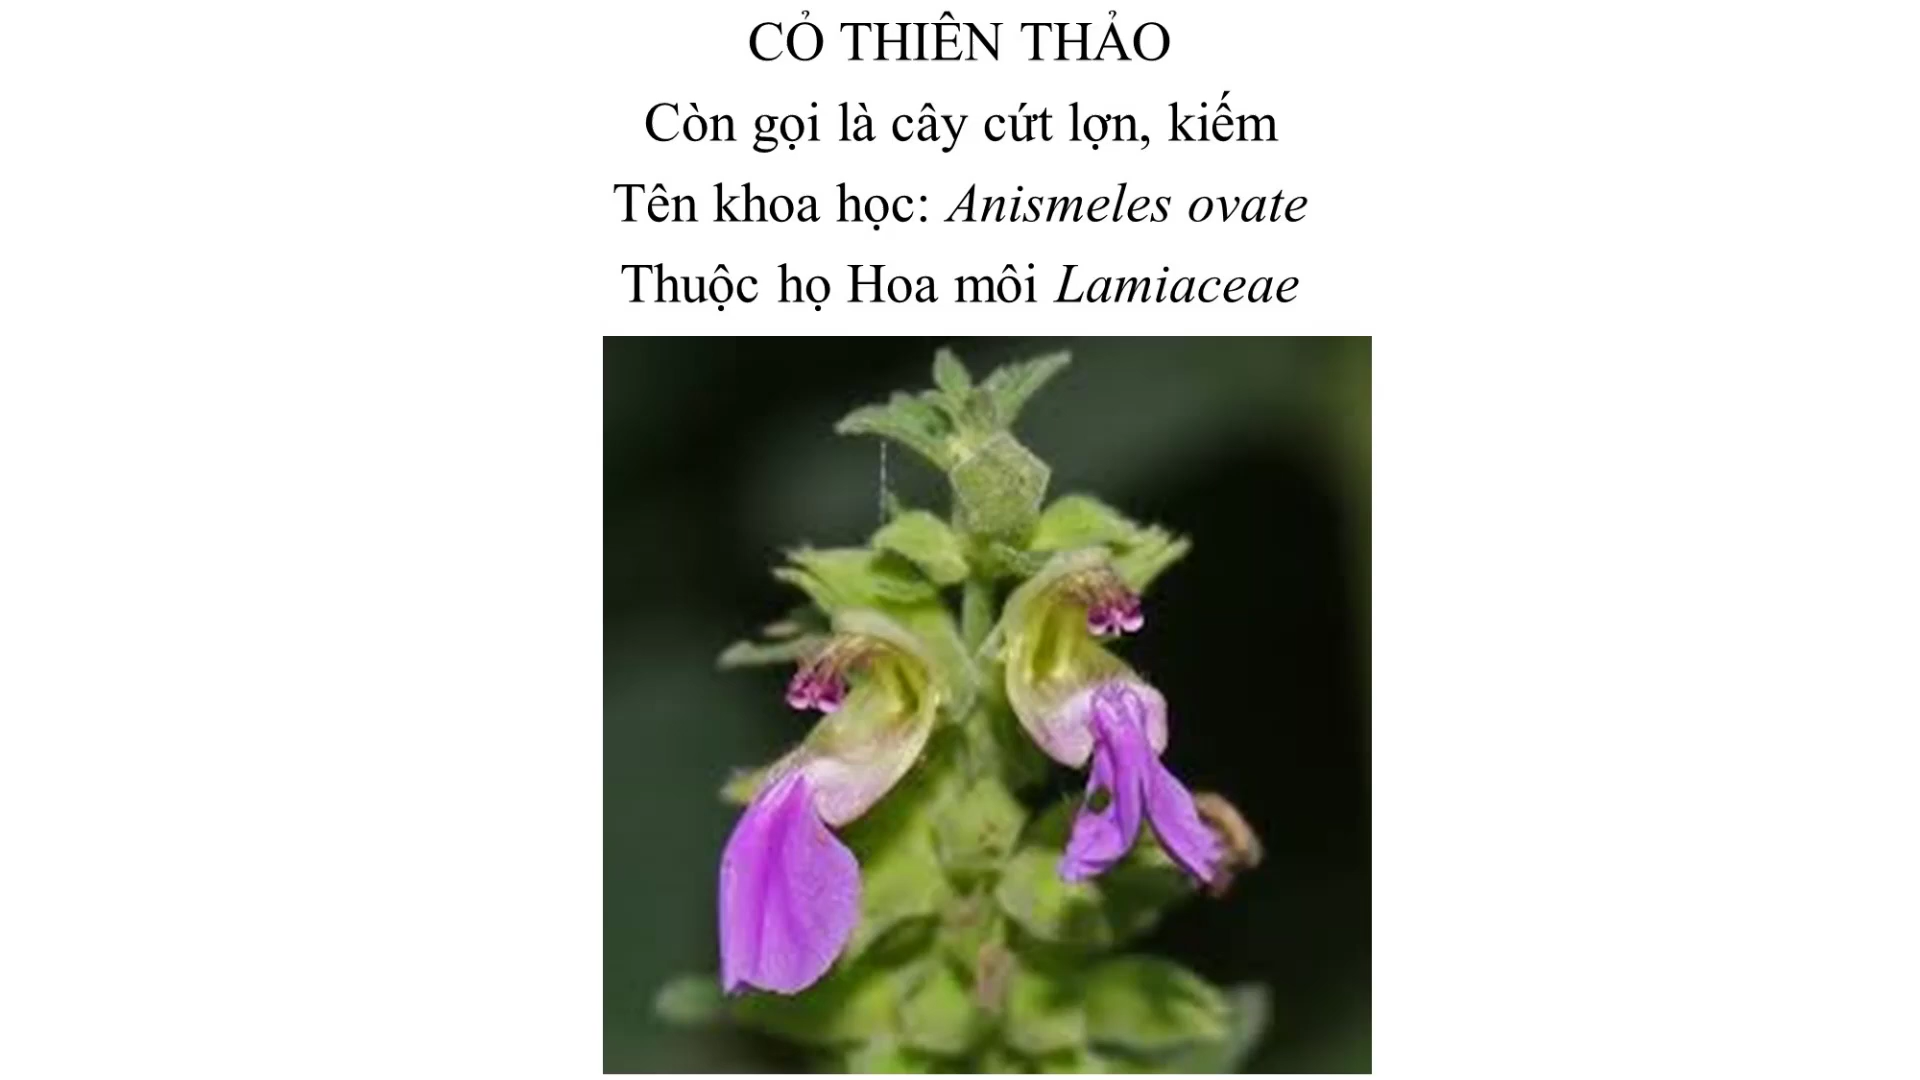 CỎ THIÊN THẢO
Còn gọi là cây cứt lợn, kiếm
Tên khoa học: Anismeles ovate
Thuộc họ Hoa môi Lamiaceae